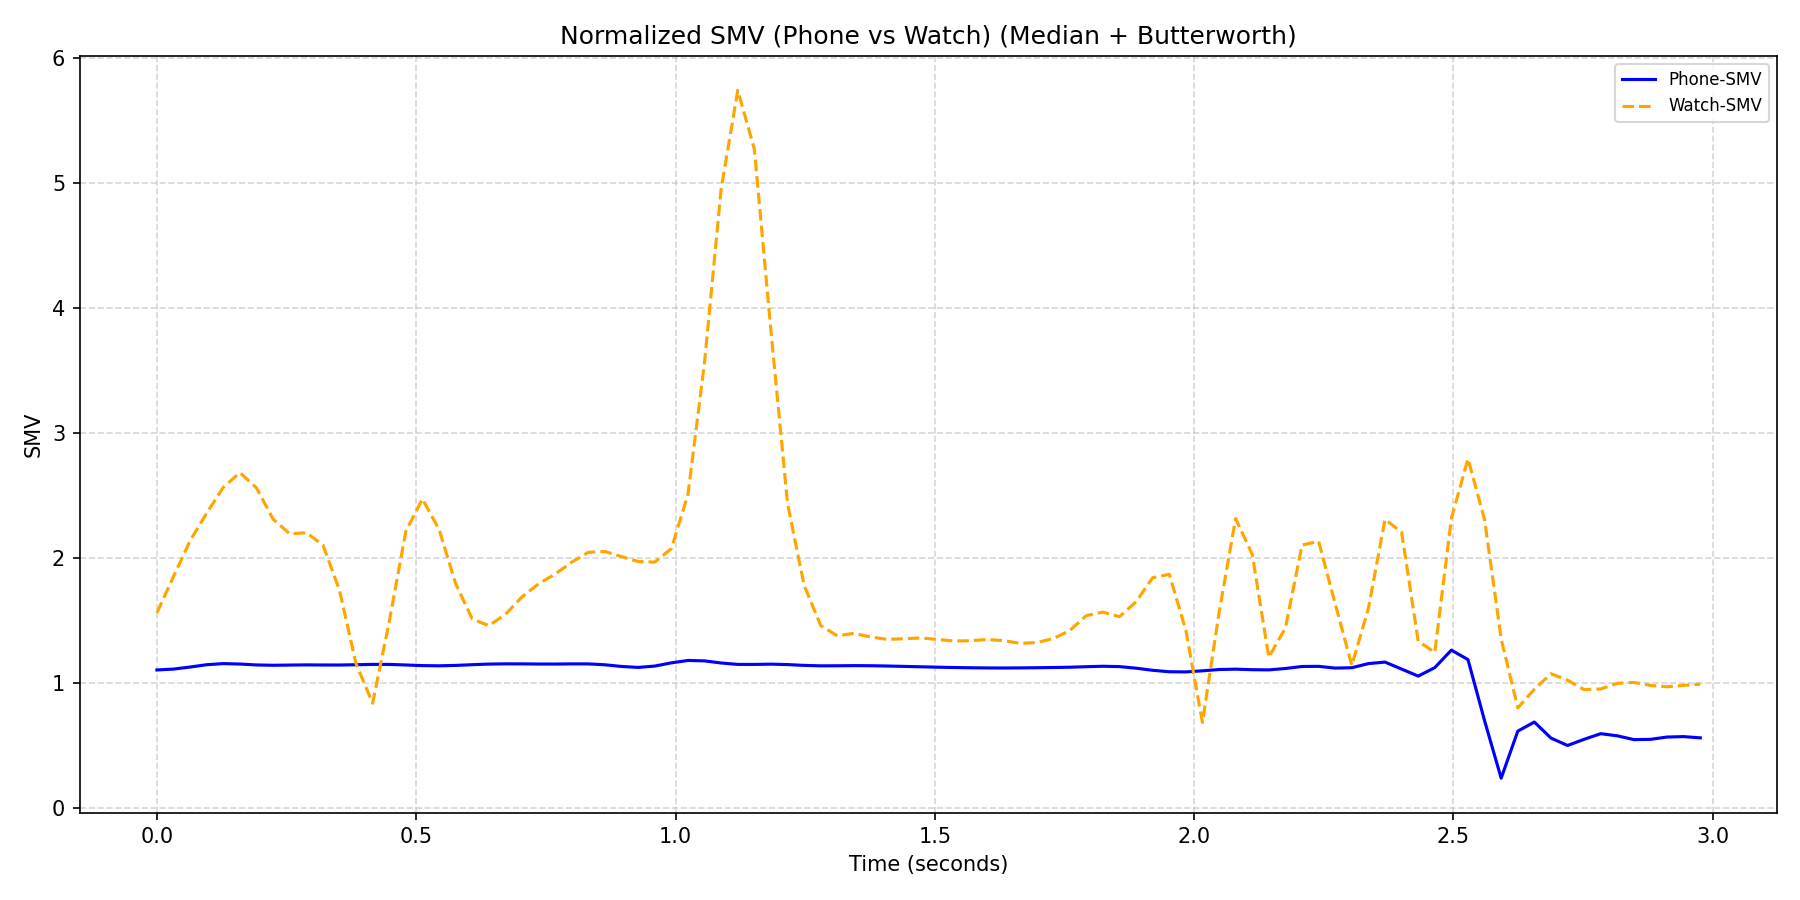 Normalized SMV (Phone vs Watch) (Median + Butterworth)
Phone-SMV
Watch-SMV
SMV
6
5
4
3
2
1
0
0.0 0.5 1.0 1.5 2.0 2.5 3.0
Time (seconds)